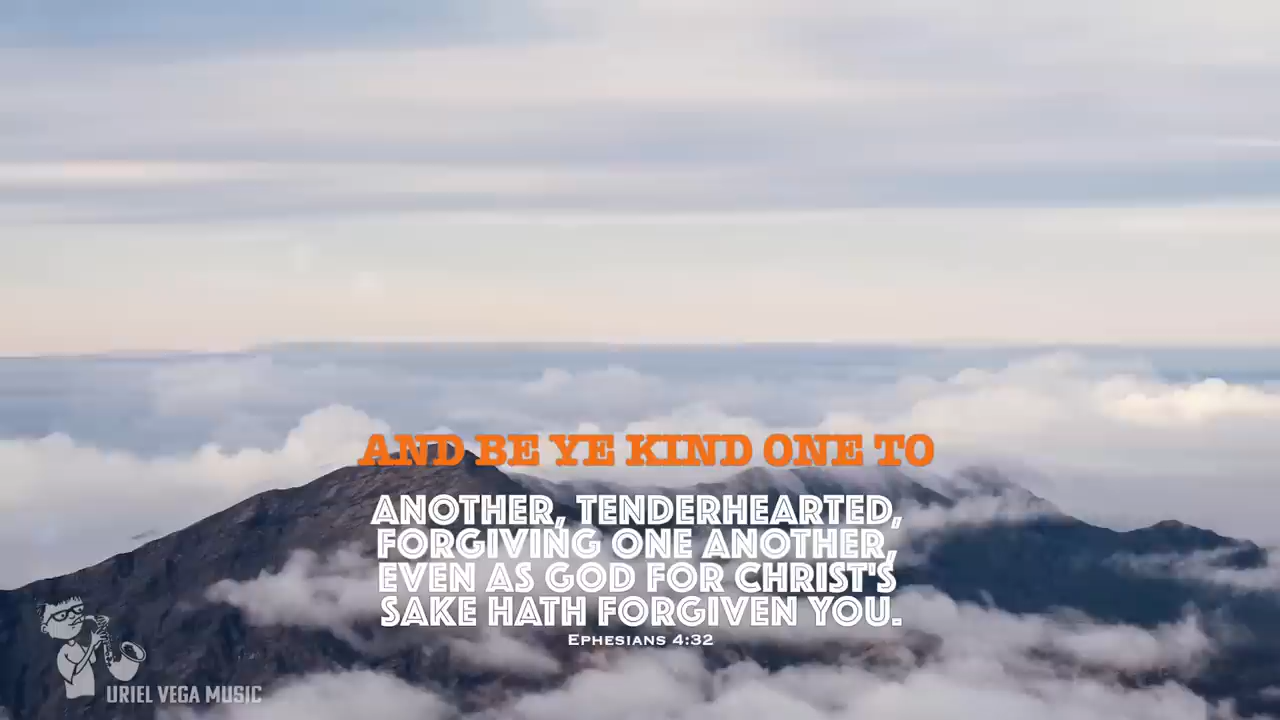 AND BE YE KIND ONE TO
ANOTHER, TENDERHEARTED,
FORGIVING ONE ANOTHER,
EVEN AS GOD FOR CHRIST'S
SAKE HATH FORGIVEN YOU.
EPHESIANS 4:32
URIEL VEGA MUSIC